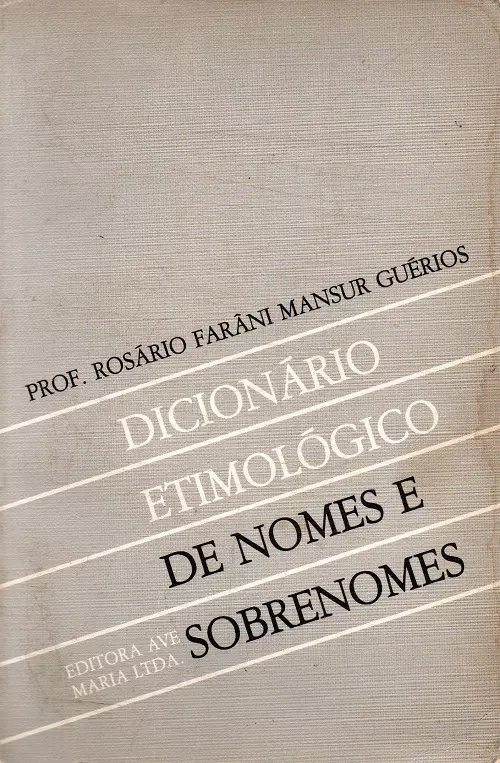 PROF. ROSÁRIO FARÂNI MANSUR GUÉRIOS
DICIONÁRIO
ETIMOLÓGICO
DE NOMES E
SOBRENOMES
EDITORA AVE
MARIA LTDA.